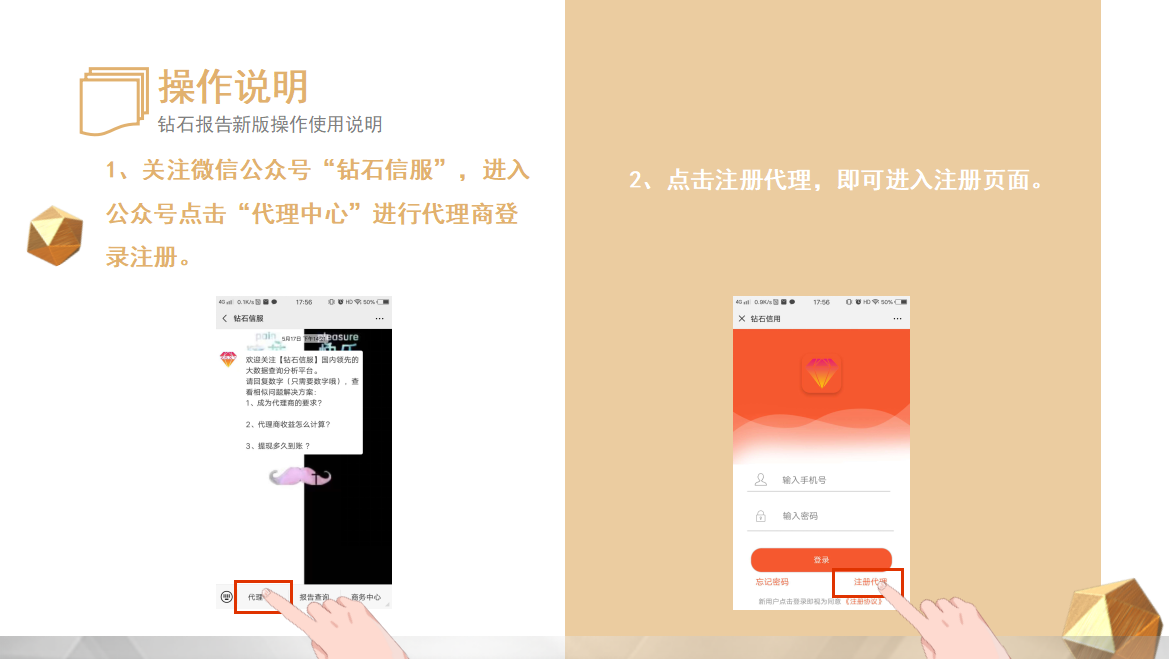 操作说明
钻石报告新版操作使用说明
1、关注微信公众号“钻石信服”，进入
公众号点击“代理中心”进行代理商登
录注册。
4G 0.1K/s 17:56 HD 50%
钻石信服
pain pleasure
5月17日 下午14:2
欢迎关注【钻石信服】国内领先的
大数据查询分析平台。
请回复数字（只需要数字哦），查
看相似问题解决方案：
1、成为代理商的要求?
2、代理商收益怎么计算?
3、提现多久到账 ?
代理 报告查询 商务中心
2、点击注册代理，即可进入注册页面。
4G 0.9K/s 17:56 HD 50%
钻石信用
输入手机号
输入密码
登录
忘记密码 注册代理
新用户点击登录即视为同意《注册协议》